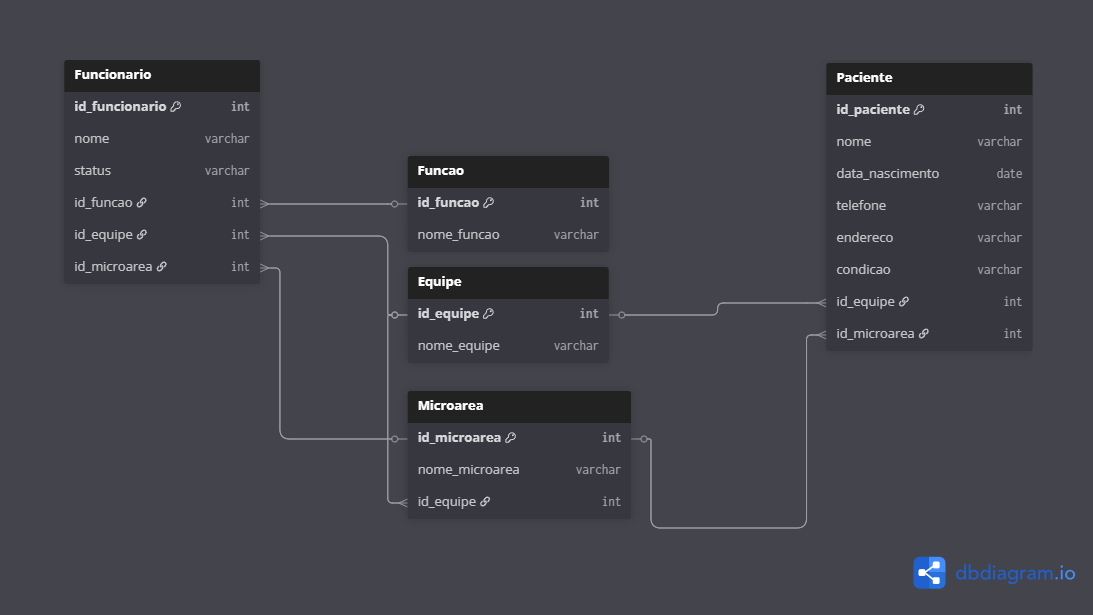 Funcionario
id_funcionario int
nome varchar
status varchar
id_funcao int
id_equipe int
id_microarea int
Funcao
id_funcao int
nome_funcao varchar
Equipe
id_equipe int
nome_equipe varchar
Microarea
id_microarea int
nome_microarea varchar
id_equipe int
Paciente
id_paciente int
nome varchar
data_nascimento date
telefone varchar
endereco varchar
condicao varchar
id_equipe int
id_microarea int
dbdiagram.io